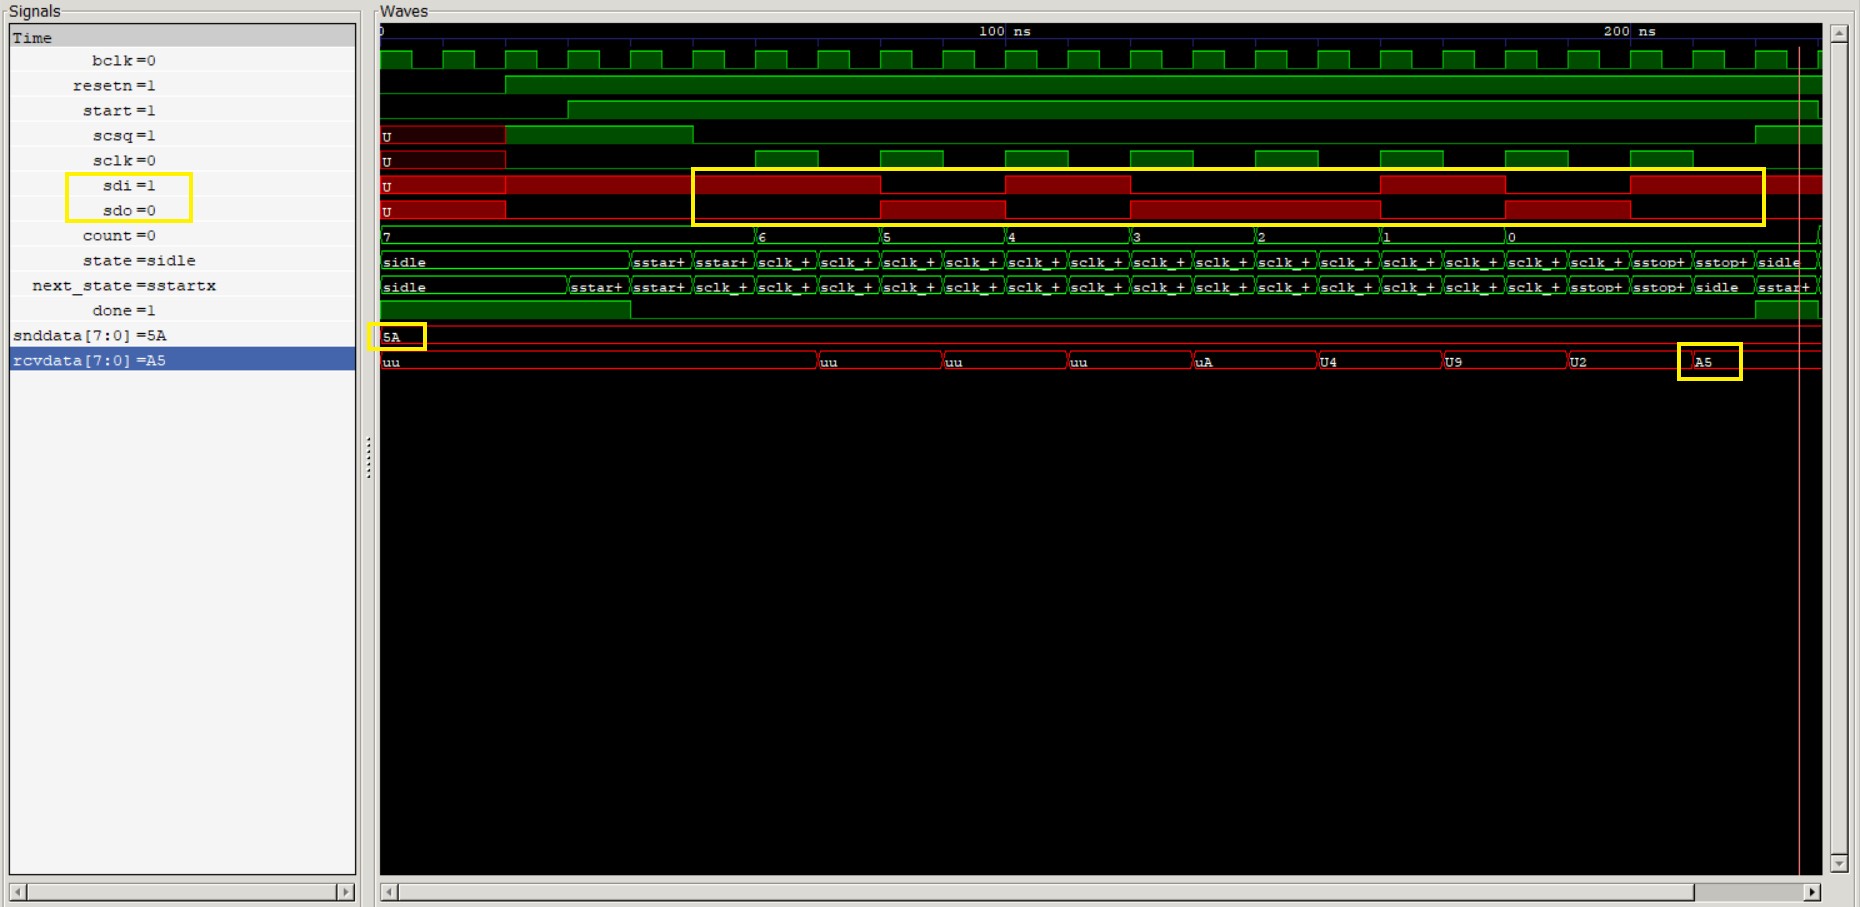 Signals
Waves
Time
0 100 ns 200 ns
bclk =0
resetn =1
start =1
scsq =1 U
sclk =0 U
sdi =1 U
sdo =0 U
count =0 7 6 5 4 3 2 1 0
state =sidle sidle sstar+ sstar+ sclk_+ sclk_+ sclk_+ sclk_+ sclk_+ sclk_+ sclk_+ sclk_+ sclk_+ sclk_+ sclk_+ sclk_+ sclk_+ sclk_+ sstop+ sstop+ sidle
next_state =sstartx sidle sstar+ sstar+ sclk_+ sclk_+ sclk_+ sclk_+ sclk_+ sclk_+ sclk_+ sclk_+ sclk_+ sclk_+ sclk_+ sclk_+ sclk_+ sclk_+ sstop+ sstop+ sidle sstar+
done =1
snddata[7:0] =5A 5A
rcvdata[7:0] =A5 uu uu uu uu uA U4 U9 U2 A5